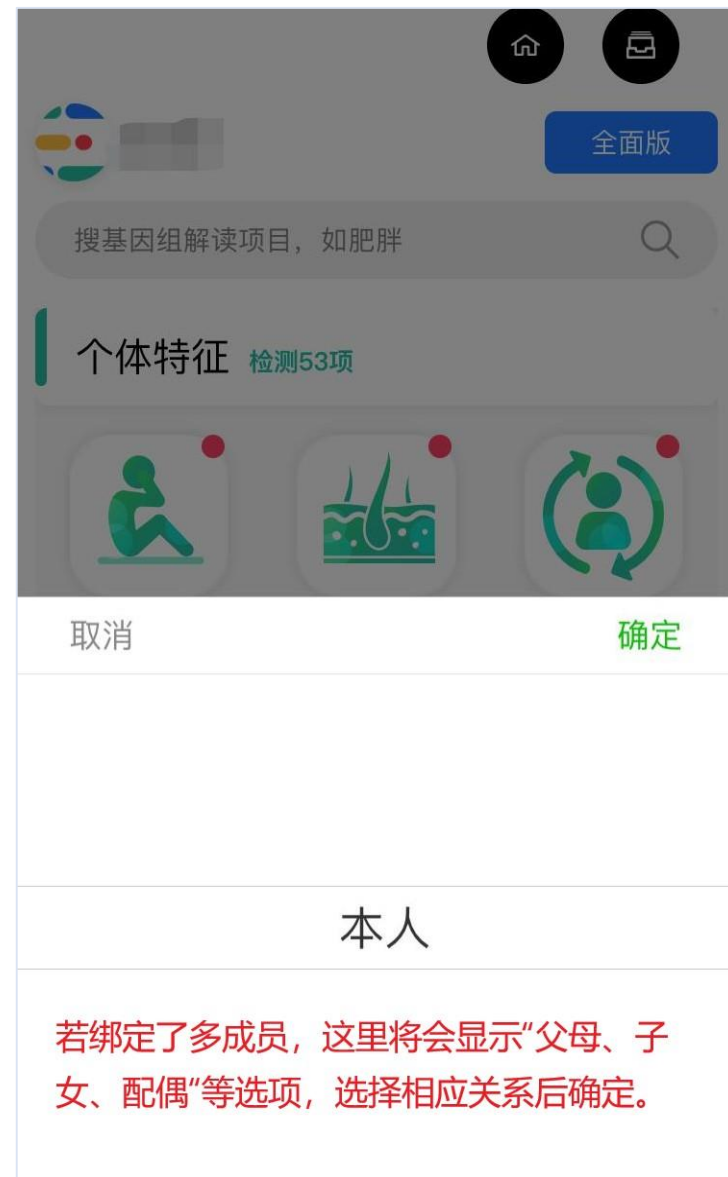 全面版
搜基因组解读项目，如肥胖
个体特征 检测53项
取消 确定
本人
若绑定了多成员，这里将会显示“父母、子
女、配偶“等选项，选择相应关系后确定。